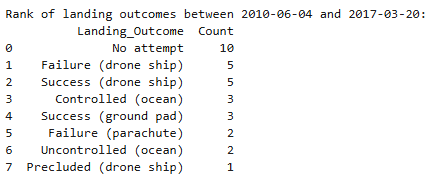 Rank of landing outcomes between 2010-06-04 and 2017-03-20:
Landing_Outcome Count
0 No attempt 10
1 Failure (drone ship) 5
2 Success (drone ship) 5
3 Controlled (ocean) 3
4 Success (ground pad) 3
5 Failure (parachute) 2
6 Uncontrolled (ocean) 2
7 Precluded (drone ship) 1